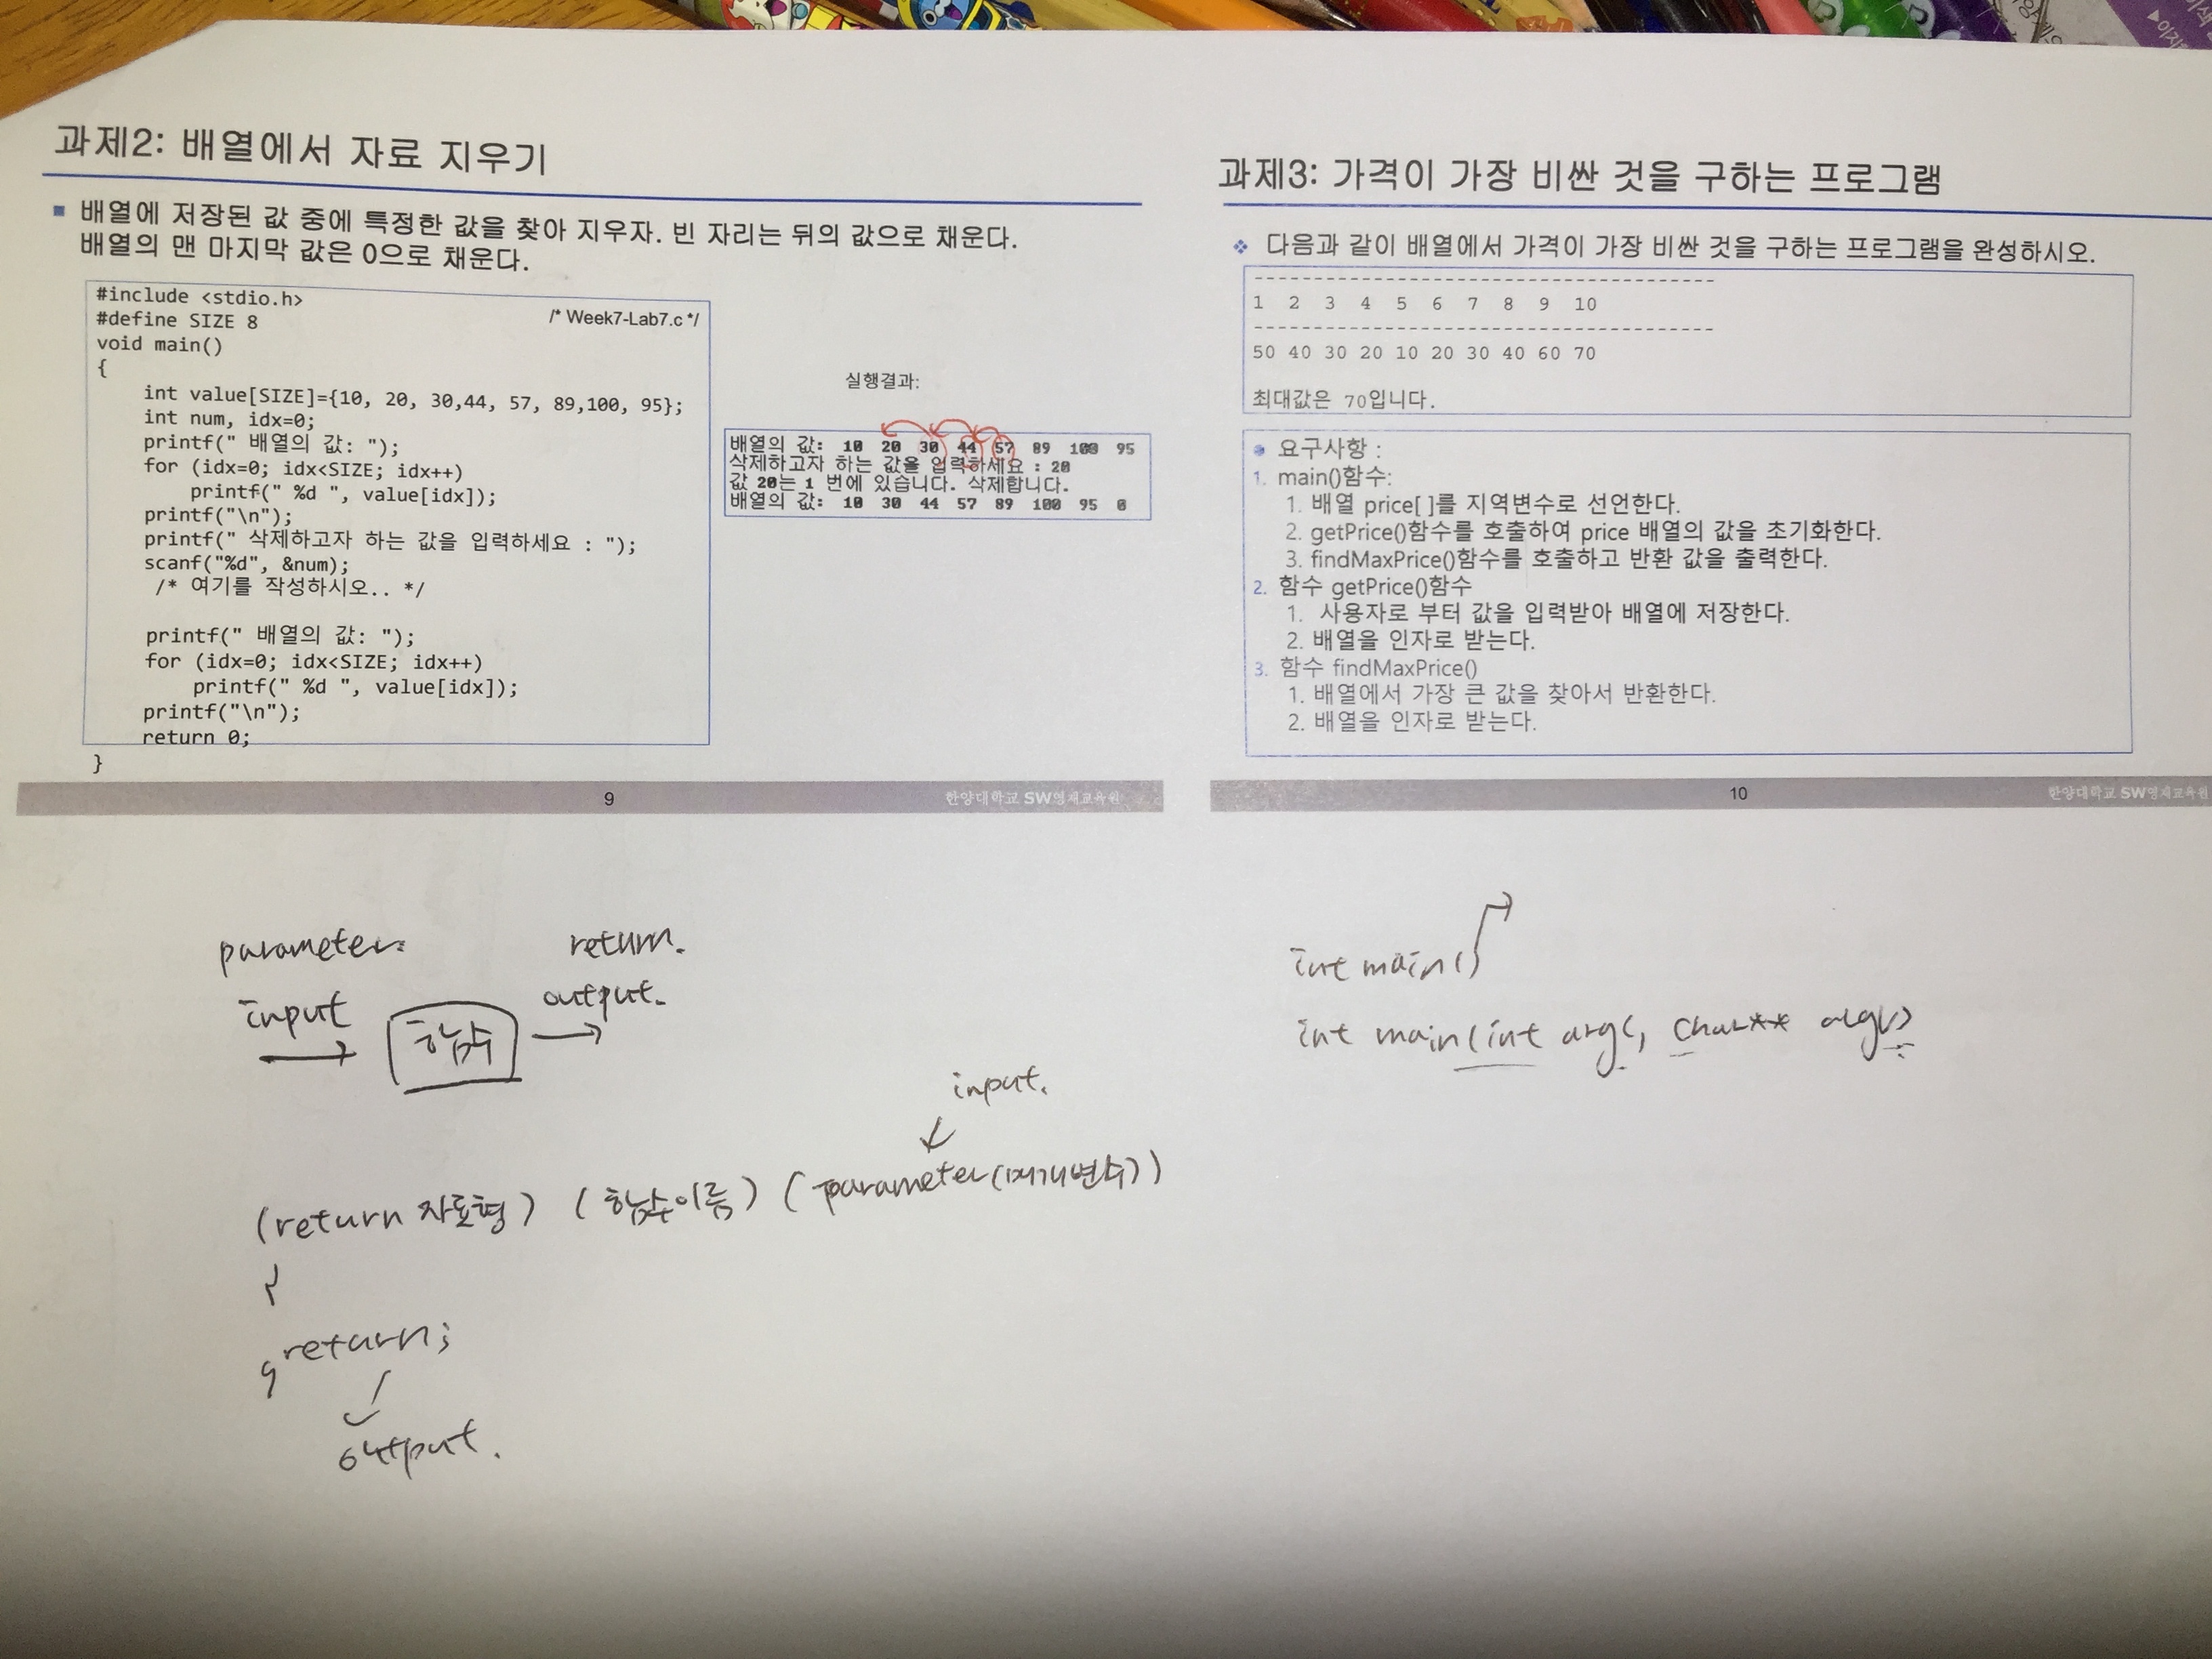 과제2: 배열에서 자료 지우기
배열에 저장된 값 중에 특정한 값을 찾아 지우자. 빈 자리는 뒤의 값으로 채운다.
배열의 맨 마지막 값은 0으로 채운다.
#include <stdio.h>
#define SIZE 8
/* Week7-Lab7.c */
void main()
{
int value[SIZE]={10, 20, 30,44, 57, 89,100, 95};
int num, idx=0;
printf(" 배열의 값: ");
for (idx=0; idx<SIZE; idx++)
printf(" %d ", value[idx]);
printf("\n");
printf(" 삭제하고자 하는 값을 입력하세요 : ");
scanf("%d", &num);
/* 여기를 작성하시오.. */
printf(" 배열의 값: ");
for (idx=0; idx<SIZE; idx++)
printf(" %d ", value[idx]);
printf("\n");
return 0;
}
실행결과:
배열의 값: 10 20 30 44 57 89 100 95
삭제하고자 하는 값을 입력하세요 : 20
값 20는 1 번에 있습니다. 삭제합니다.
배열의 값: 10 30 44 57 89 100 95 0
9
한양대학교 SW영재교육원
과제3: 가격이 가장 비싼 것을 구하는 프로그램
다음과 같이 배열에서 가격이 가장 비싼 것을 구하는 프로그램을 완성하시오.
---------------------------------------
1 2 3 4 5 6 7 8 9 10
---------------------------------------
50 40 30 20 10 20 30 40 60 70
최대값은 70입니다.
요구사항 :
1. main()함수:
1. 배열 price[ ]를 지역변수로 선언한다.
2. getPrice()함수를 호출하여 price 배열의 값을 초기화한다.
3. findMaxPrice()함수를 호출하고 반환 값을 출력한다.
2. 함수 getPrice()함수
1. 사용자로 부터 값을 입력받아 배열에 저장한다.
2. 배열을 인자로 받는다.
3. 함수 findMaxPrice()
1. 배열에서 가장 큰 값을 찾아서 반환한다.
2. 배열을 인자로 받는다.
10
한양대학교 SW영재교육원
parameter
return.
input
함수
output.
input.
(return 자료형) (함수이름) (parameter(매개변수))
{
return;
}
output.
int main()
int main(int argc, char** argv)